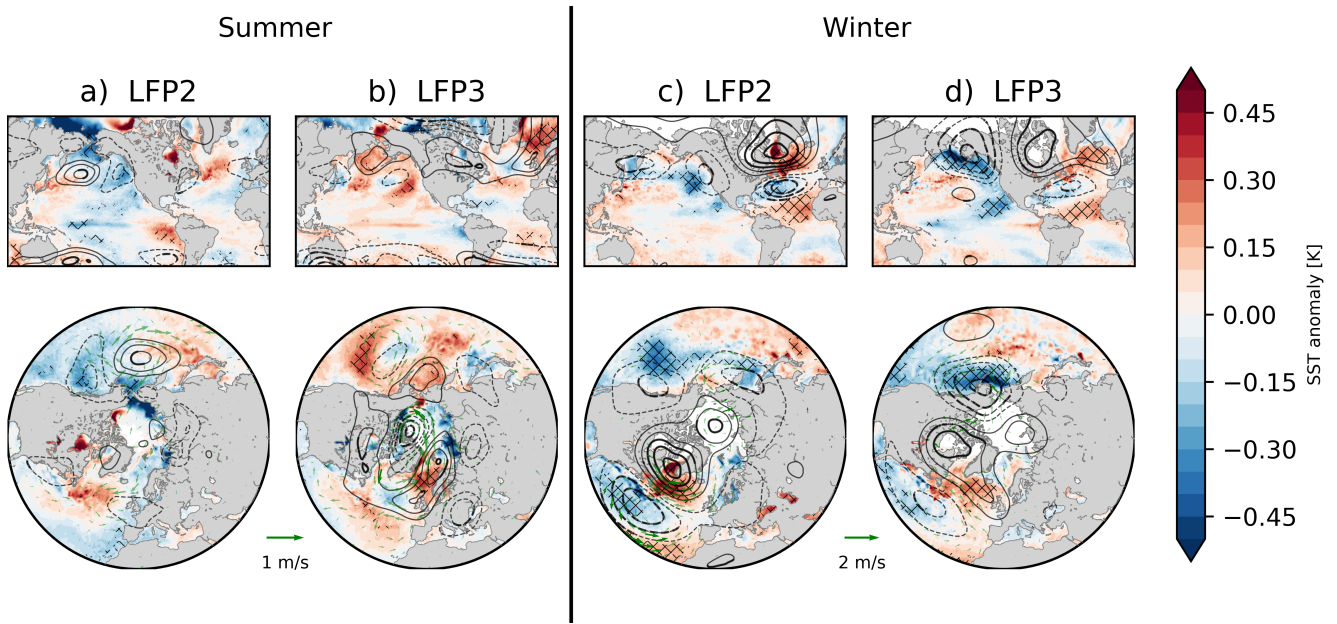 Summer
Winter
a) LFP2
b) LFP3
c) LFP2
d) LFP3
0.45
0.30
0.15
0.00
−0.15
−0.30
−0.45
SST anomaly [K]
1 m/s
2 m/s